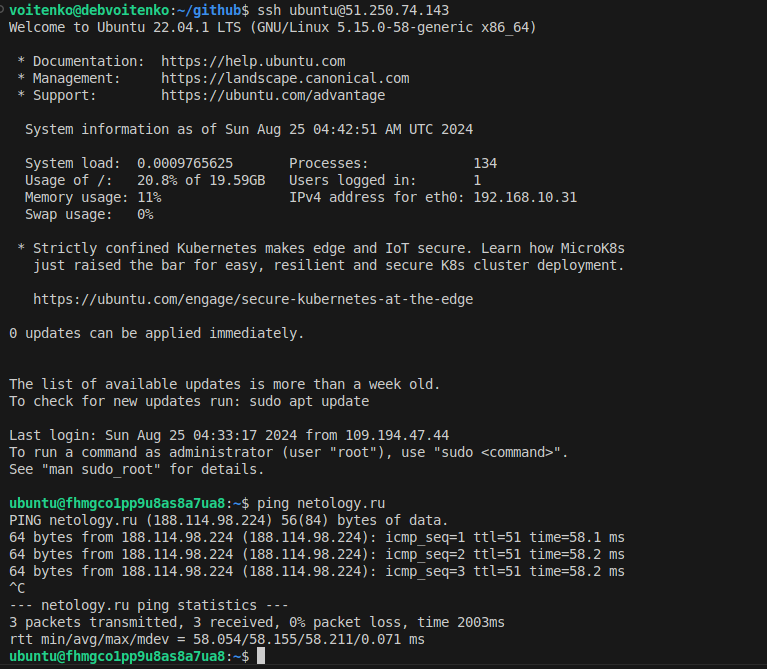 voitenko@debvoitenko:~/github$ ssh ubuntu@51.250.74.143
Welcome to Ubuntu 22.04.1 LTS (GNU/Linux 5.15.0-58-generic x86_64)
* Documentation:  https://help.ubuntu.com
* Management:     https://landscape.canonical.com
* Support:        https://ubuntu.com/advantage
System information as of Sun Aug 25 04:42:51 AM UTC 2024
System load:  0.0009765625       Processes:             134
Usage of /:   20.8% of 19.59GB   Users logged in:       1
Memory usage: 11%                IPv4 address for eth0: 192.168.10.31
Swap usage:   0%
* Strictly confined Kubernetes makes edge and IoT secure. Learn how MicroK8s
just raised the bar for easy, resilient and secure K8s cluster deployment.
https://ubuntu.com/engage/secure-kubernetes-at-the-edge
0 updates can be applied immediately.
The list of available updates is more than a week old.
To check for new updates run: sudo apt update
Last login: Sun Aug 25 04:33:17 2024 from 109.194.47.44
To run a command as administrator (user "root"), use "sudo <command>".
See "man sudo_root" for details.
ubuntu@fhmgco1pp9u8as8a7ua8:~$ ping netology.ru
PING netology.ru (188.114.98.224) 56(84) bytes of data.
64 bytes from 188.114.98.224 (188.114.98.224): icmp_seq=1 ttl=51 time=58.1 ms
64 bytes from 188.114.98.224 (188.114.98.224): icmp_seq=2 ttl=51 time=58.2 ms
64 bytes from 188.114.98.224 (188.114.98.224): icmp_seq=3 ttl=51 time=58.2 ms
^C
--- netology.ru ping statistics ---
3 packets transmitted, 3 received, 0% packet loss, time 2003ms
rtt min/avg/max/mdev = 58.054/58.155/58.211/0.071 ms
ubuntu@fhmgco1pp9u8as8a7ua8:~$